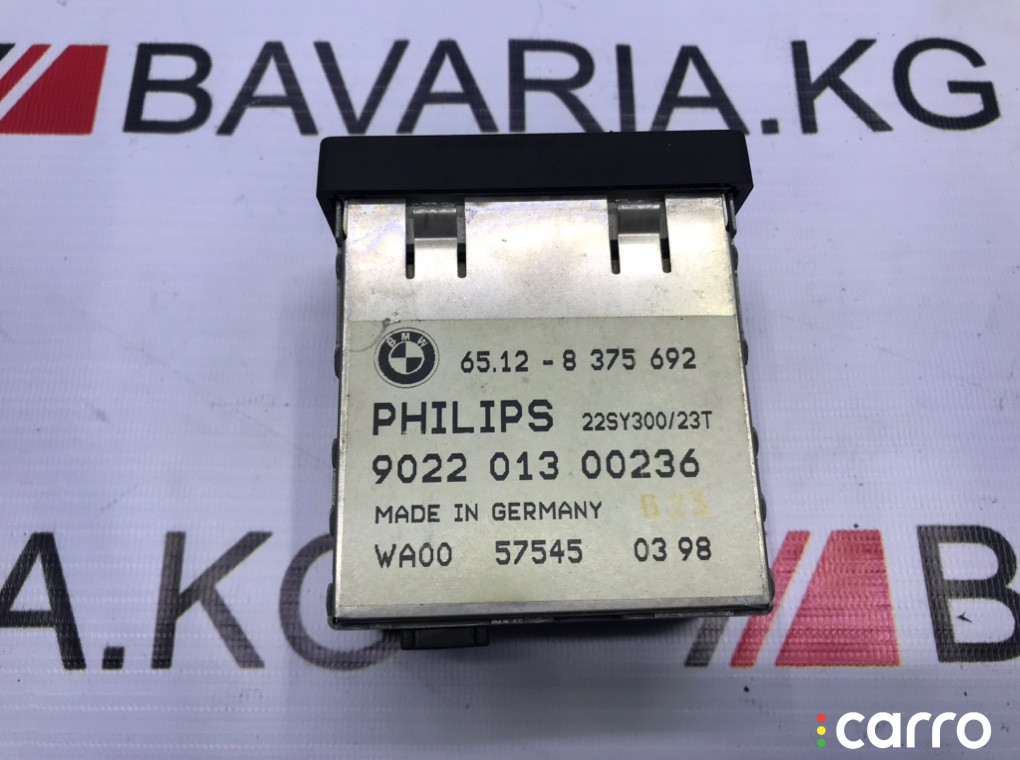 BAVARIA.KG
BMW
65.12 - 8 375 692
PHILIPS 22SY300/23T
9022 013 00236
MADE IN GERMANY B23
WA00 57545 03 98
A.KG
B
carro